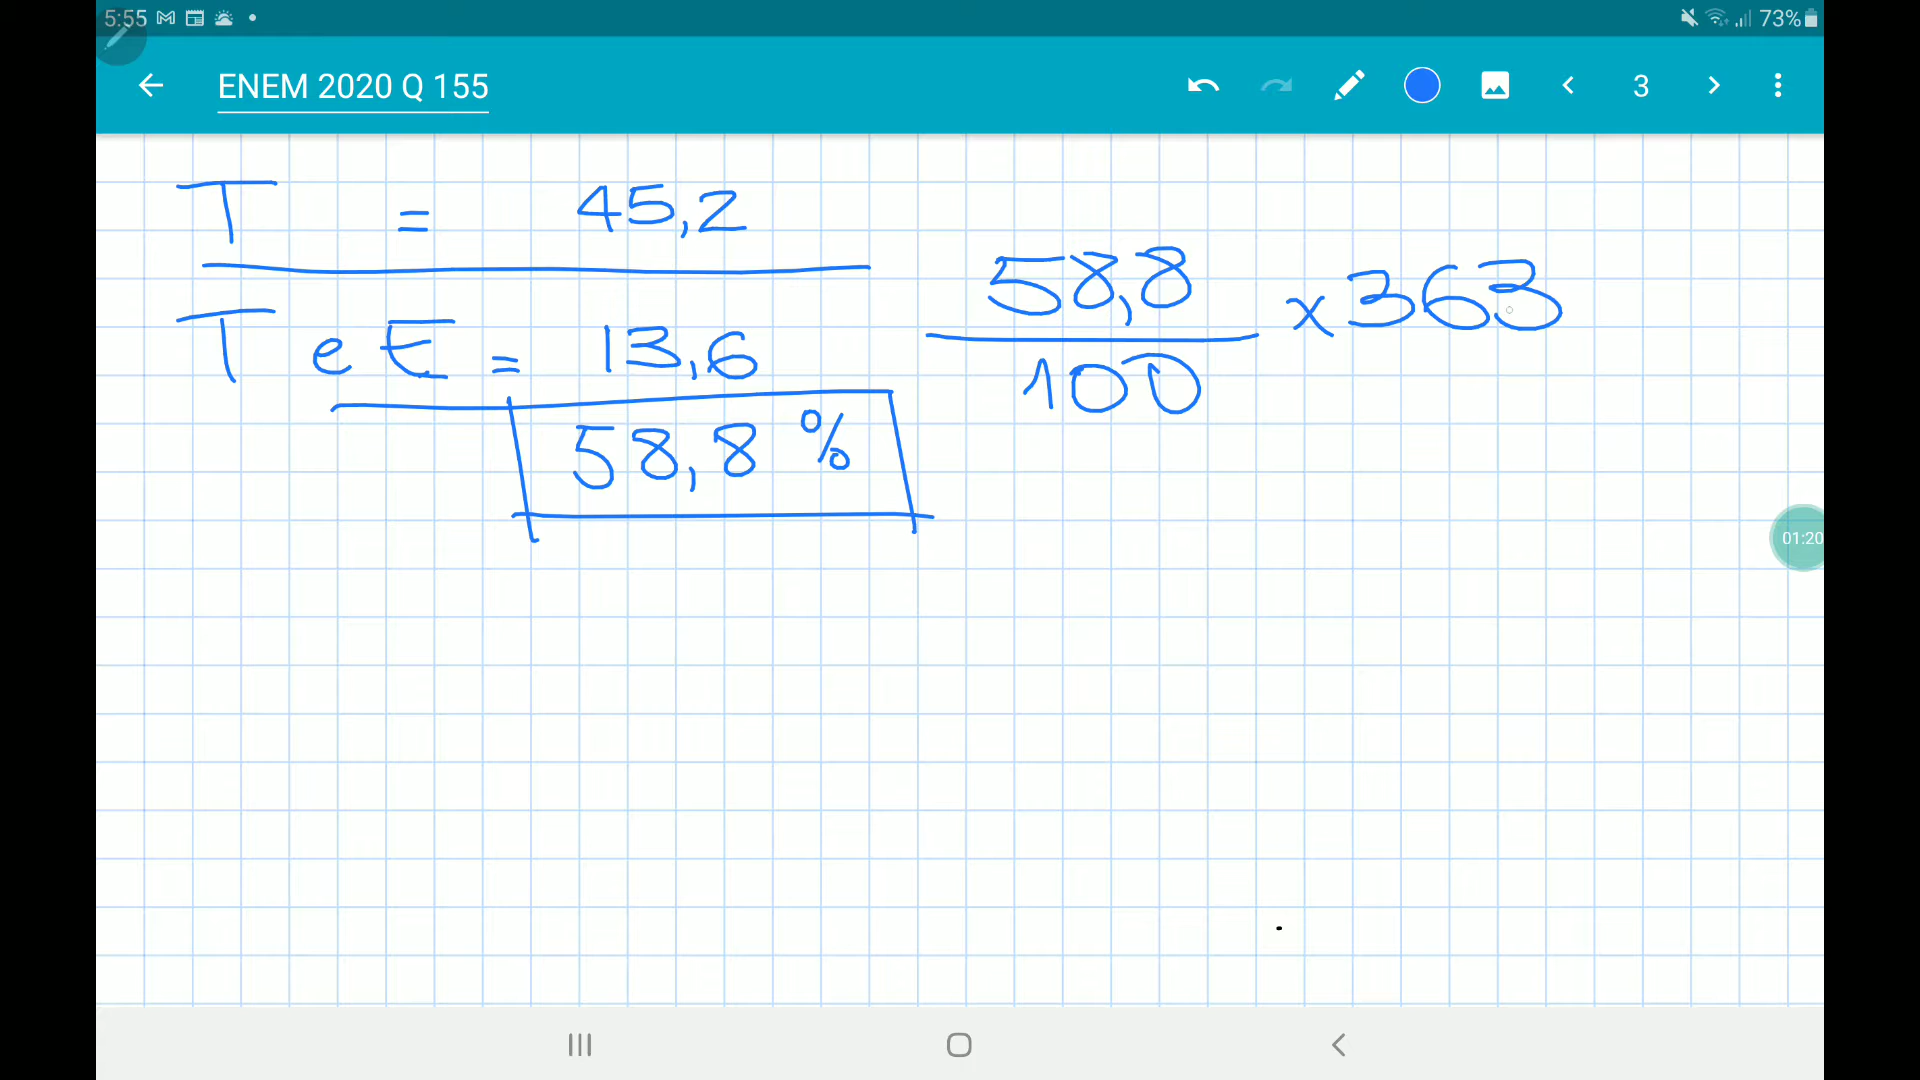 5:55 73%
ENEM 2020 Q 155 3
T = 45,2
T e E = 13,6
58,8 %
58,8
100
x 363
01:20